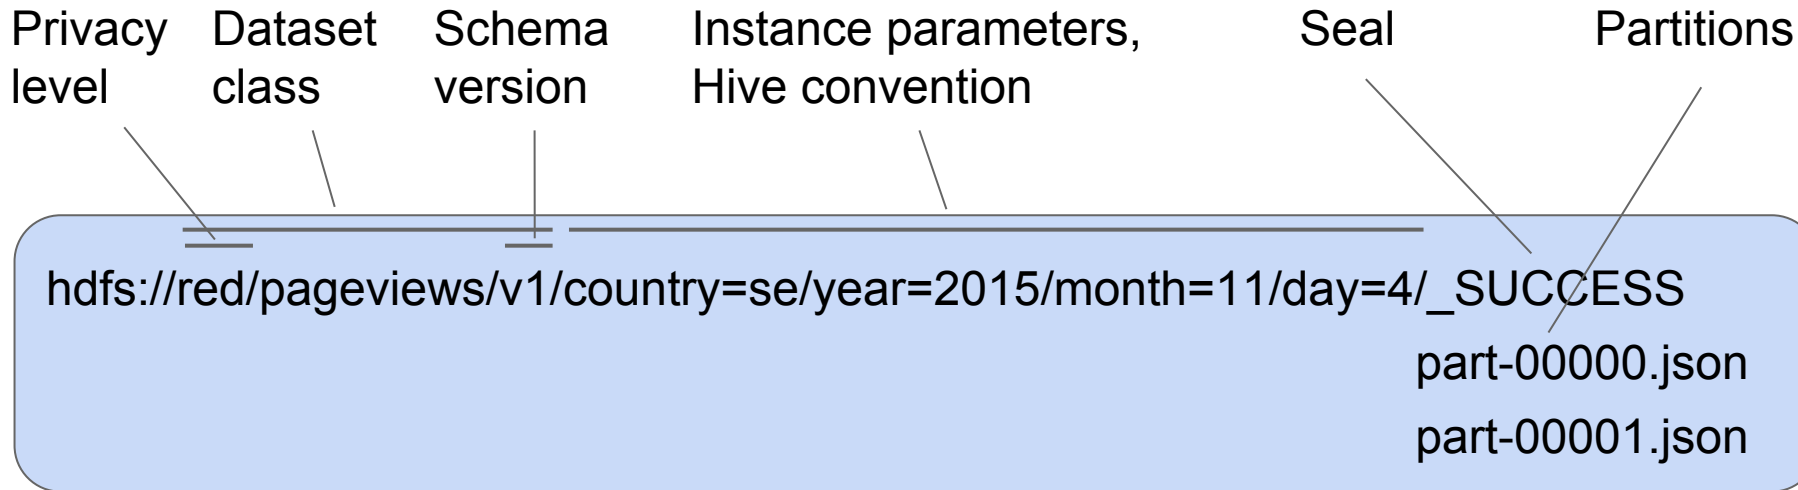 Privacy level
Dataset class
Schema version
Instance parameters, Hive convention
Seal
Partitions
hdfs://red/pageviews/v1/country=se/year=2015/month=11/day=4/_SUCCESS
part-00000.json
part-00001.json